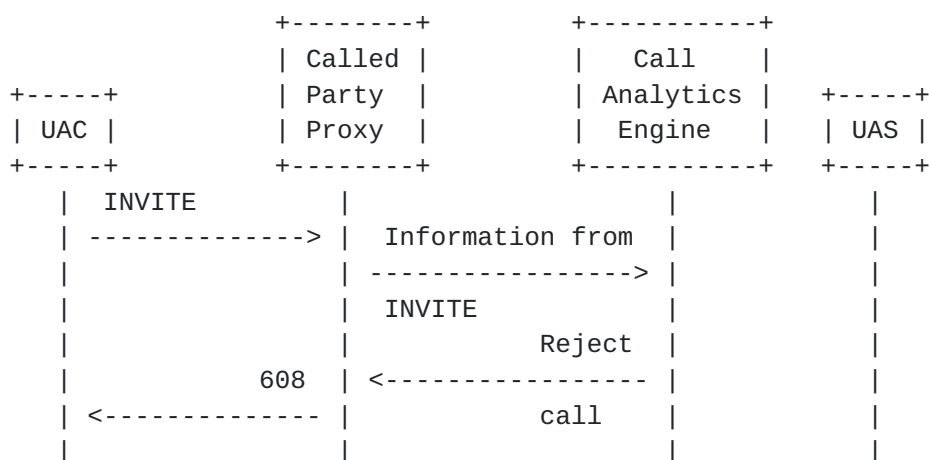 Called Call
Party Analytics
UAC Proxy Engine UAS
INVITE
Information from
INVITE
Reject
608
call